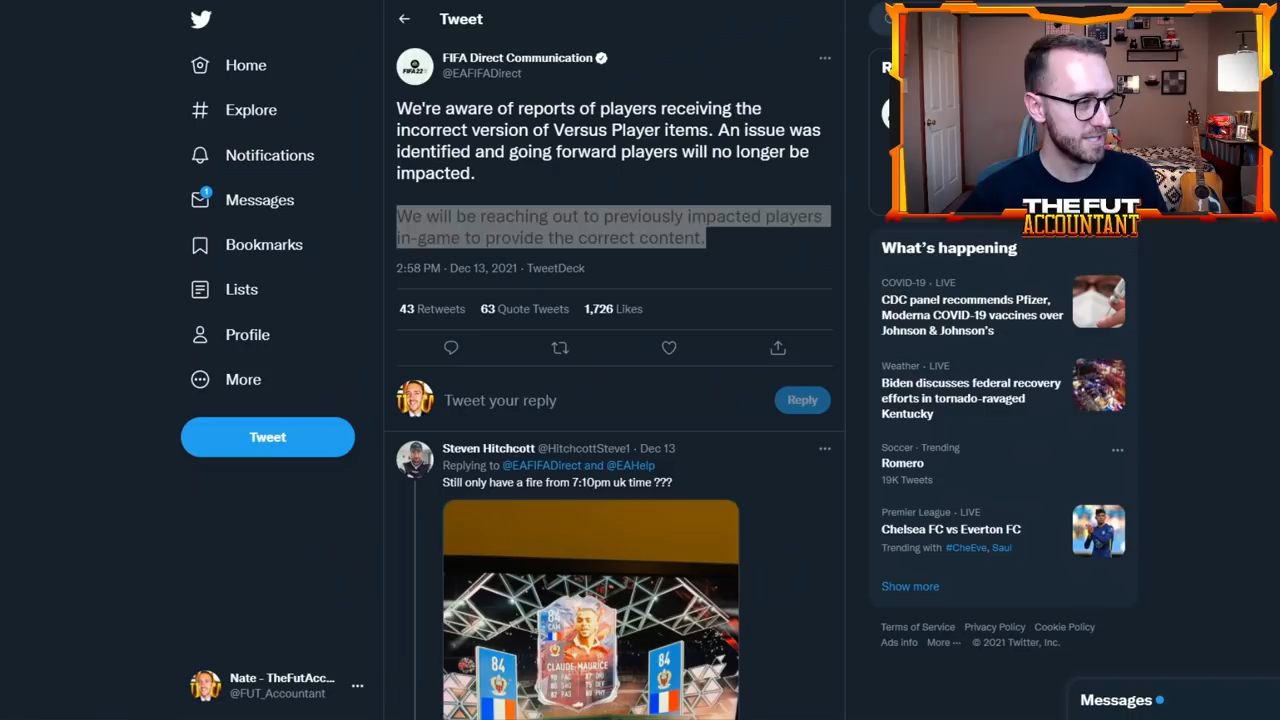 Tweet
Home
Explore
Notifications
1
Messages
Bookmarks
Lists
Profile
More
Tweet
Nate - TheFutAcc...
@FUT_Accountant
FIFA 22
FIFA Direct Communication
@EAFIFADirect
We're aware of reports of players receiving the
incorrect version of Versus Player items. An issue was
identified and going forward players will no longer be
impacted.
We will be reaching out to previously impacted players
in-game to provide the correct content.
2:58 PM · Dec 13, 2021 · TweetDeck
43 Retweets 63 Quote Tweets 1,726 Likes
Tweet your reply
Reply
Steven Hitchcott @HitchcottSteve1 · Dec 13
Replying to @EAFIFADirect and @EAHelp
Still only have a fire from 7:10pm uk time ???
84
CAM
CLAUDE-MAURICE
84
84
R
THE FUT
ACCOUNTANT
What's happening
COVID-19 · LIVE
CDC panel recommends Pfizer,
Moderna COVID-19 vaccines over
Johnson & Johnson's
Weather · LIVE
Biden discusses federal recovery
efforts in tornado-ravaged
Kentucky
Soccer · Trending
Romero
19K Tweets
Premier League · LIVE
Chelsea FC vs Everton FC
Trending with #CheEve, Saul
Show more
Terms of Service Privacy Policy Cookie Policy
Ads info More ··· © 2021 Twitter, Inc.
Messages